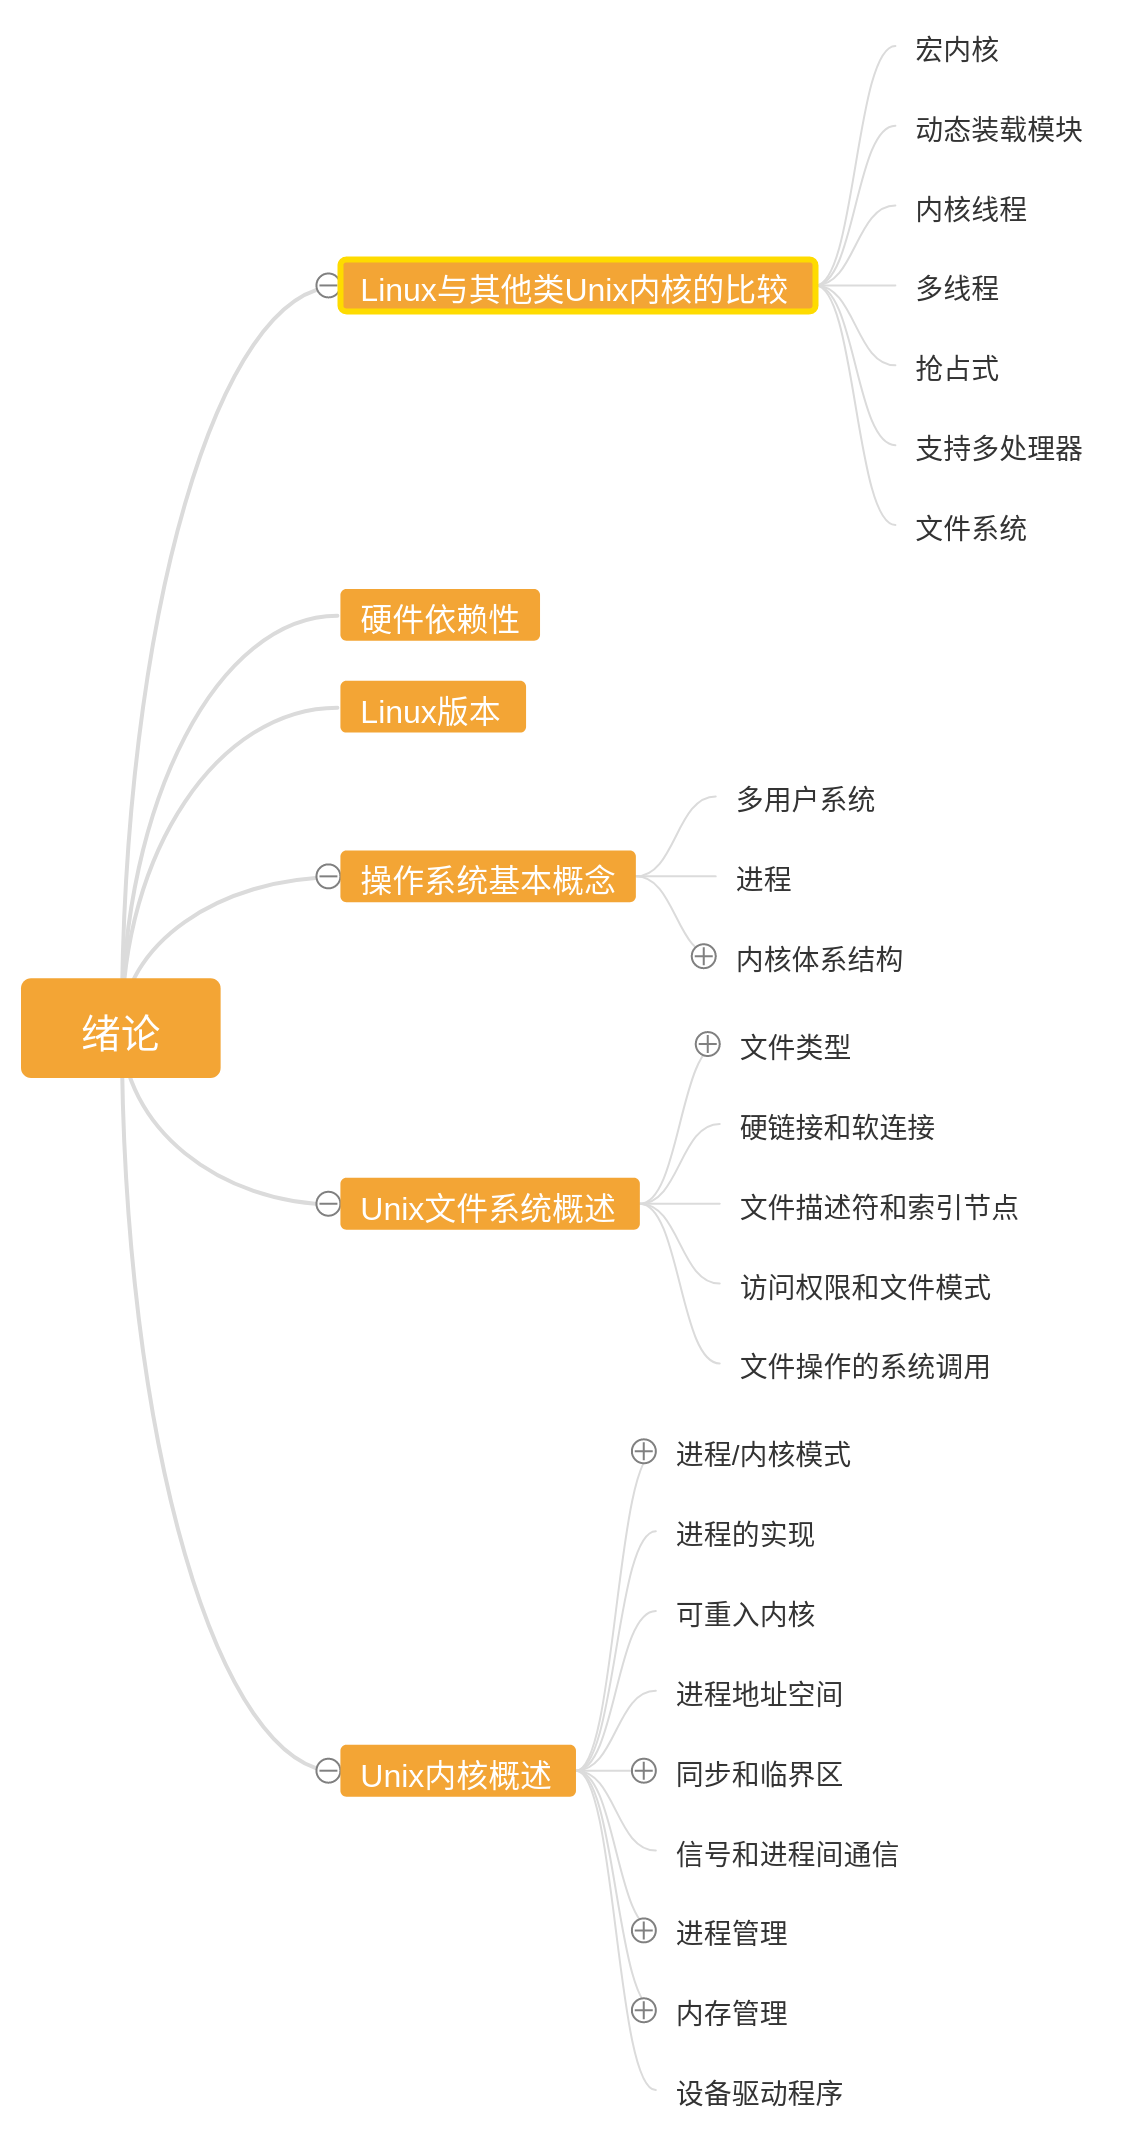 宏内核
动态装载模块
内核线程
Linux与其他类Unix内核的比较
多线程
抢占式
支持多处理器
文件系统
硬件依赖性
Linux版本
多用户系统
操作系统基本概念
进程
内核体系结构
绪论
文件类型
硬链接和软连接
Unix文件系统概述
文件描述符和索引节点
访问权限和文件模式
文件操作的系统调用
进程/内核模式
进程的实现
可重入内核
进程地址空间
Unix内核概述
同步和临界区
信号和进程间通信
进程管理
内存管理
设备驱动程序